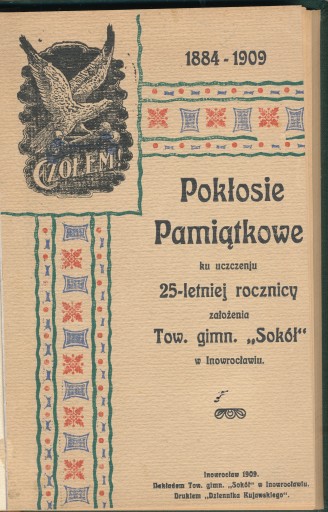 1884 - 1909
CZOŁEM!
Pokłosie
Pamiątkowe
ku uczczenju
25-letniej rocznicy
założenia
Tow. gimn. „Sokół“
w Inowrocławiu.
Inowrocław 1909.
Nakładem Tow. gimn. „Sokół“ w Inowrocławiu.
Drukiem „Dziennika Kujawskiego“.